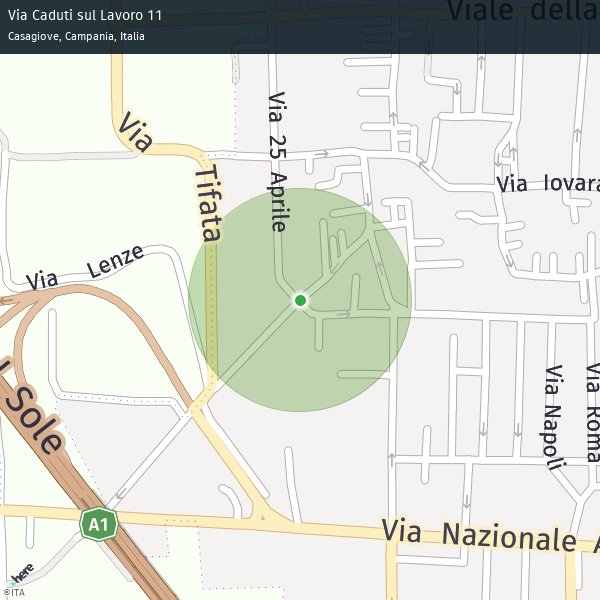 Via Caduti sul Lavoro 11
Casagiove, Campania, Italia
Viale della
Via
Via 25 Aprile
Tifata
Via Iovara
Via Lenze
Sole
Via Napoli
Via Roma
A1
Via Nazionale A
here
©ITA